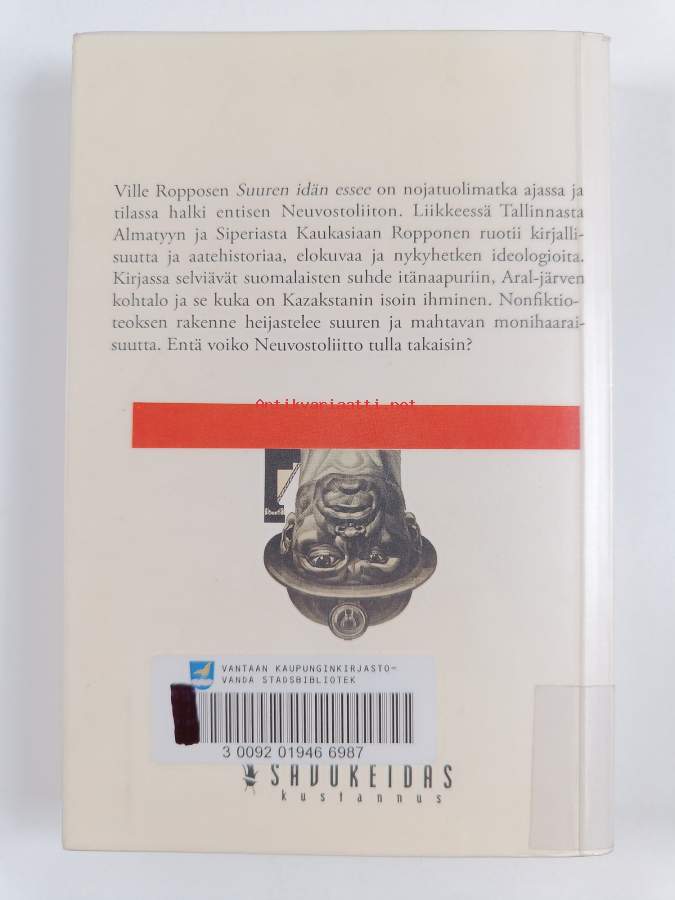 Ville Ropposen Suuren idän essee on nojatuolimatka ajassa ja
tilassa halki entisen Neuvostoliiton. Liikkeessä Tallinnasta
Almatyyn ja Siperiasta Kaukasiaan Ropponen ruotii kirjalli-
suutta ja aatehistoriaa, elokuvaa ja nykyhetken ideologioita.
Kirjassa selviävät suomalaisten suhde itänaapuriin, Aral-järven
kohtalo ja se kuka on Kazakstanin isoin ihminen. Nonfiktio-
teoksen rakenne heijastelee suuren ja mahtavan monihaarai-
suutta. Entä voiko Neuvostoliitto tulla takaisin?
Antikvariaatti.net
VANTAAN KAUPUNGINKIRJASTO-
VANDA STADSBIBLIOTEK
3 0092 01946 6987
SAVUKEIDAS
kustannus